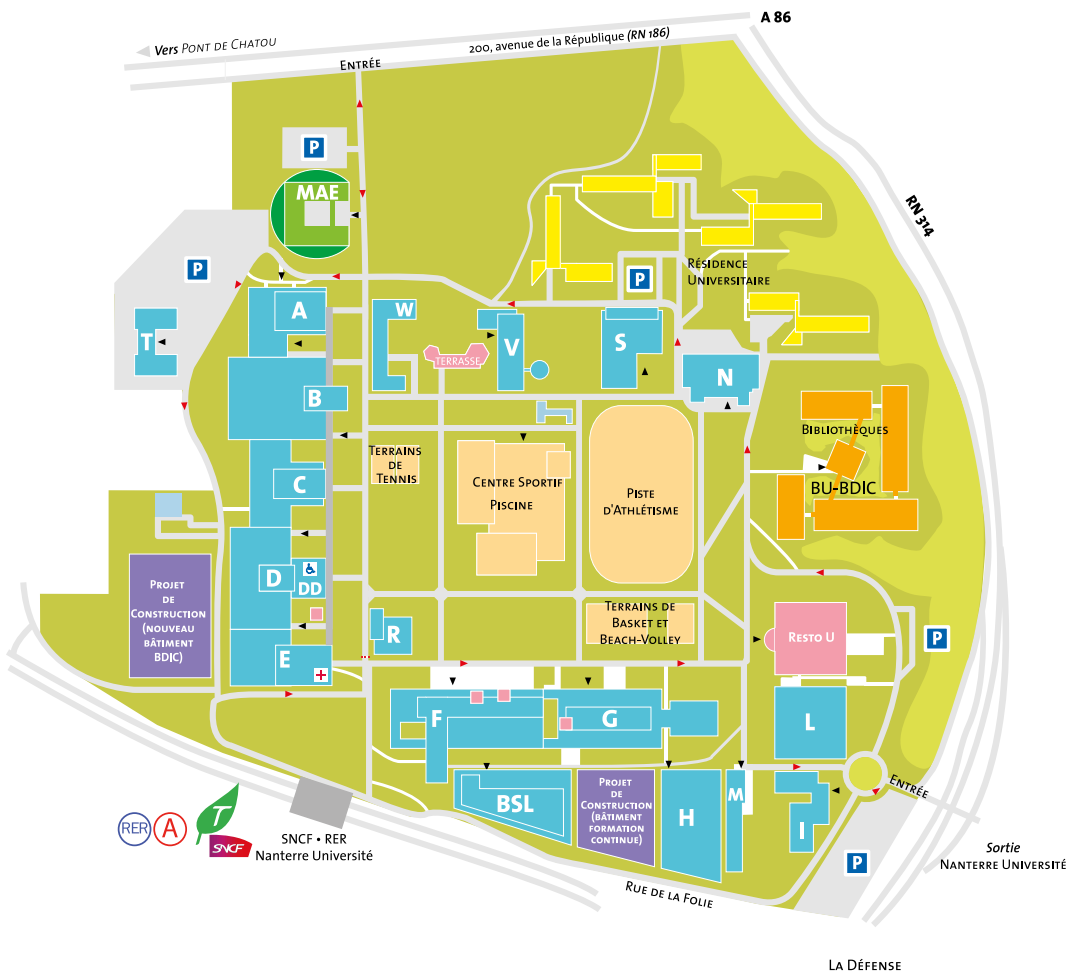 A 86
Vers PONT DE CHATOU
200, avenue de la République (RN 186)
ENTRÉE
P
MAE
RN 314
P
P
RÉSIDENCE
UNIVERSITAIRE
A
W
T
V
S
TERRASSE
N
B
BIBLIOTHÈQUES
TERRAINS
DE
TENNIS
CENTRE SPORTIF
PISCINE
C
BU-BDIC
PISTE
D'ATHLÉTISME
PROJET
DE
CONSTRUCTION
(NOUVEAU
BÂTIMENT
BDIC)
D
DD
TERRAINS DE
BASKET ET
BEACH-VOLLEY
R
RESTO U
P
E
F
G
L
ENTRÉE
PROJET
DE
CONSTRUCTION
(BÂTIMENT
FORMATION
CONTINUE)
BSL
H
M
I
RER
A
T
SNCF
SNCF • RER
Nanterre Université
P
Sortie
NANTERRE UNIVERSITÉ
RUE DE LA FOLIE
LA DÉFENSE